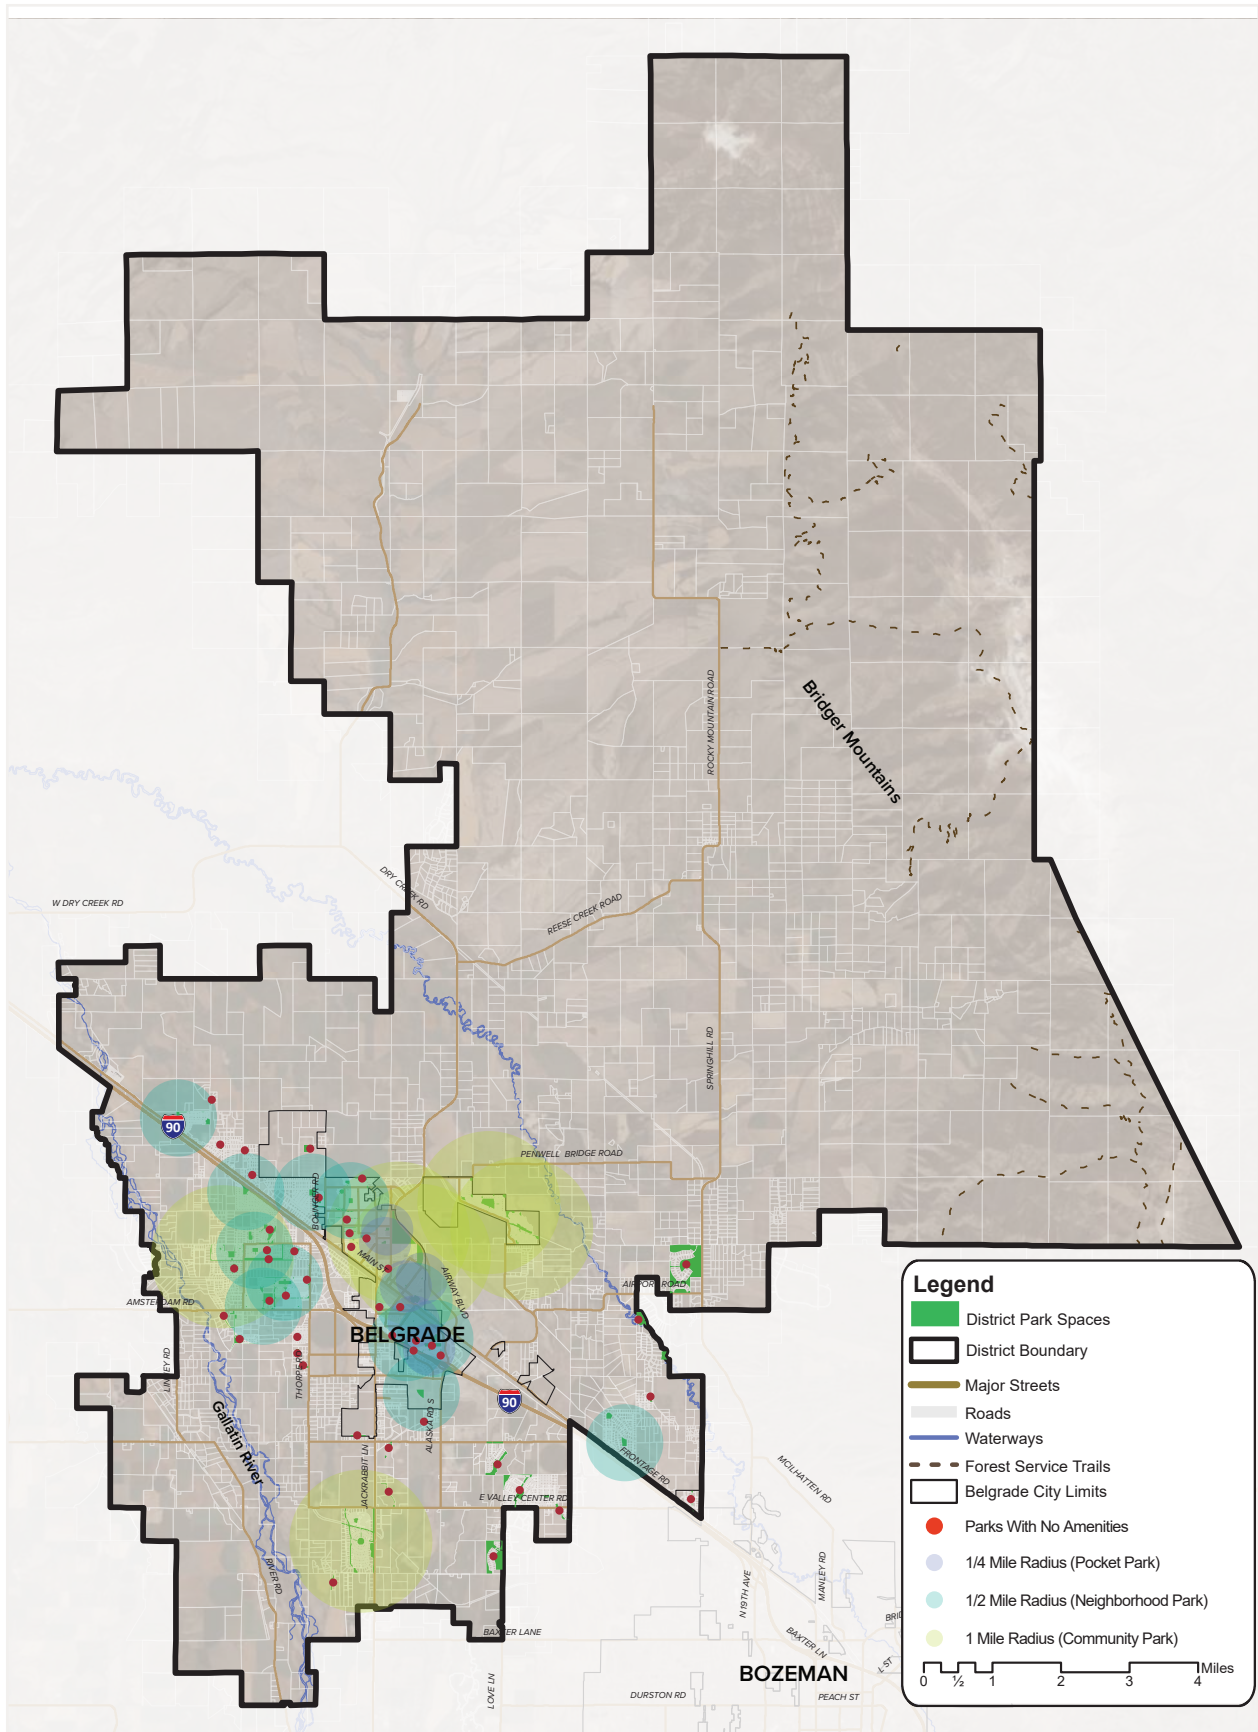 Bridger Mountains
ROCKY MOUNTAIN ROAD
DRY CREEK RD
W DRY CREEK RD
REESE CREEK ROAD
SPRINGHILL RD
90
PENWELL BRIDGE ROAD
BOLINGER RD
MAIN ST
AIRWAY BLVD
AIRPORT ROAD
AMSTERDAM RD
BELGRADE
LINNEY RD
THORPE RD
Gallatin River
ALASKA RD S
90
JACKRABBIT LN
FRONTAGE RD
E VALLEY CENTER RD
MCILHATTEN RD
RIVER RD
N 19TH AVE
MANLEY RD
BAXTER LANE
BAXTER LN
BOZEMAN
LOVE LN
DURSTON RD
PEACH ST
L ST
Legend
District Park Spaces
District Boundary
Major Streets
Roads
Waterways
Forest Service Trails
Belgrade City Limits
Parks With No Amenities
1/4 Mile Radius (Pocket Park)
1/2 Mile Radius (Neighborhood Park)
1 Mile Radius (Community Park)
Miles
0 ½ 1 2 3 4